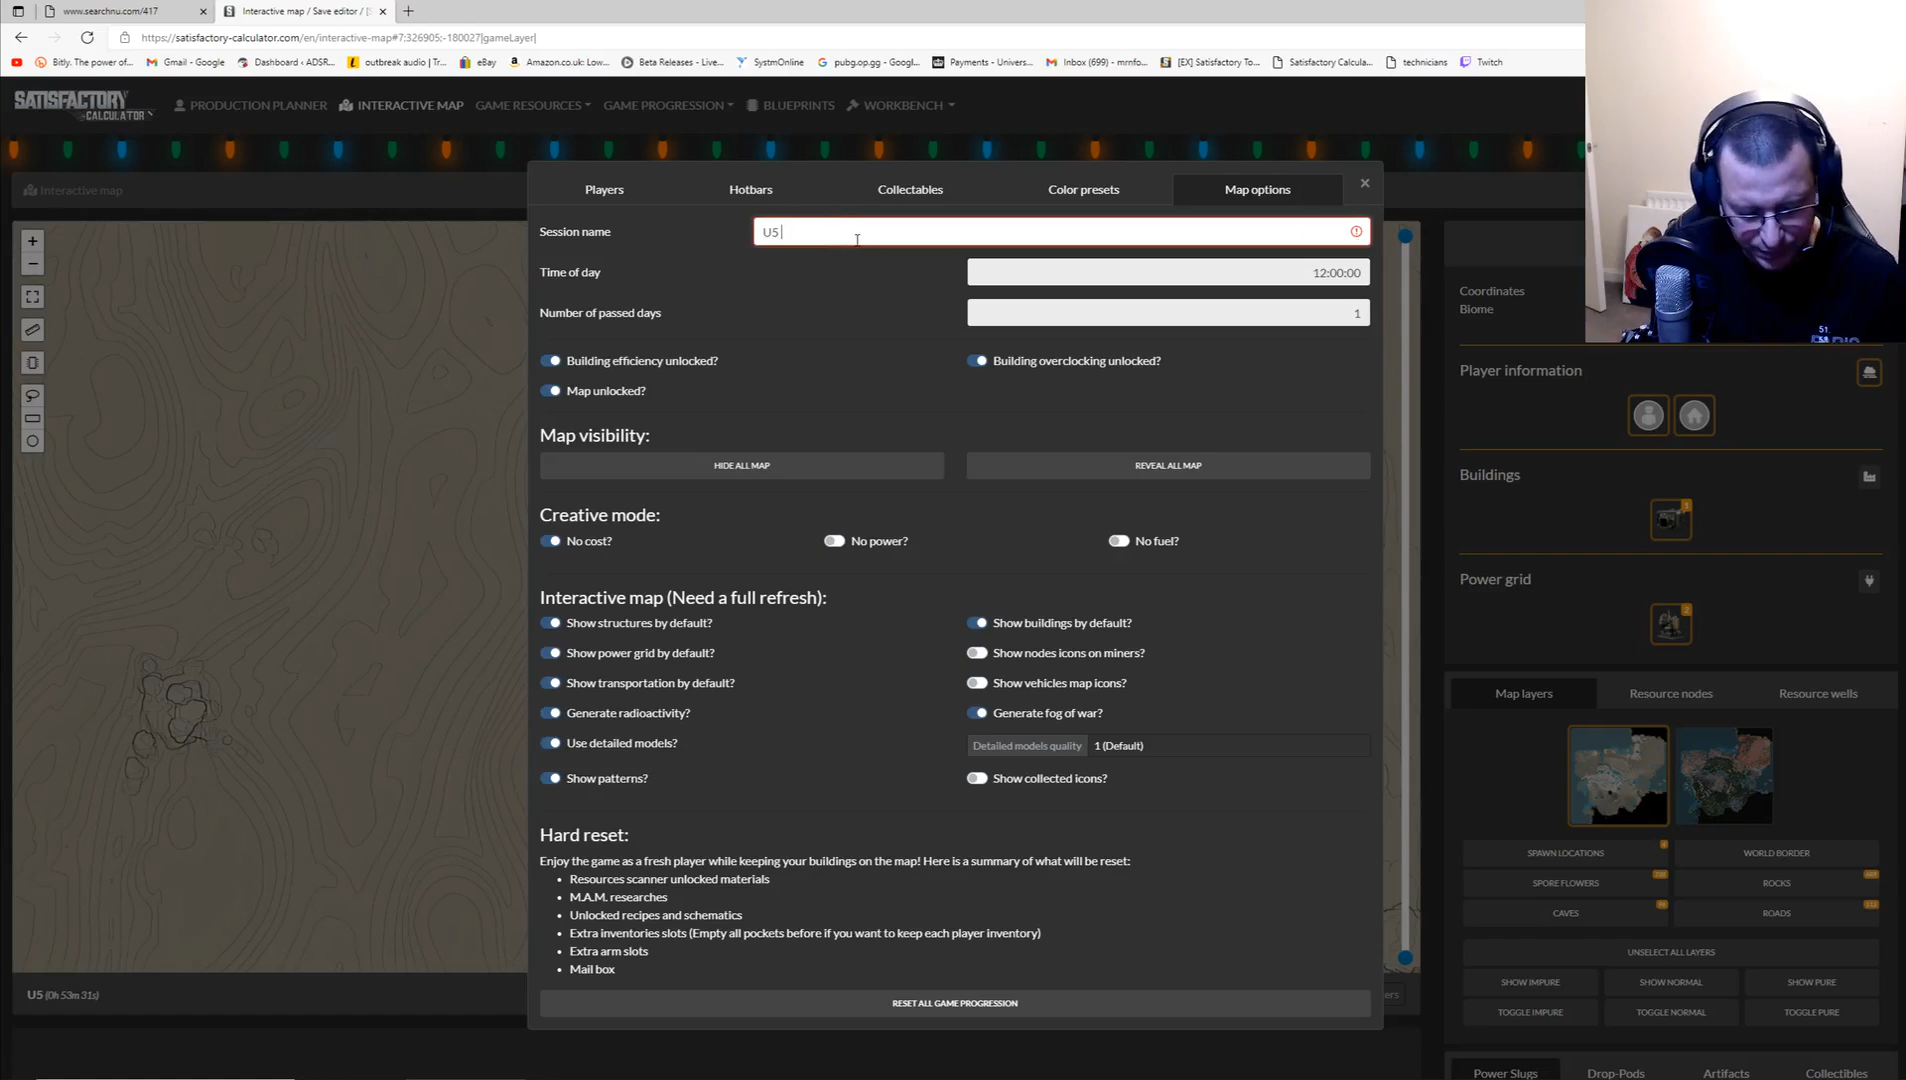 www.searchnu.com/417
Interactive map / Save editor / [S
https://satisfactory-calculator.com/en/interactive-map#7;326905;-180027|gameLayer|
Bitly. The power of...
Gmail - Google
Dashboard ‹ ADSR...
outbreak audio | Tr...
eBay
Amazon.co.uk: Low...
Beta Releases - Live...
SystmOnline
pubg.op.gg - Googl...
Payments - Univers...
Inbox (699) - mrnfo...
[EX] Satisfactory To...
Satisfactory Calcula...
technicians
Twitch
SATISFACTORY
CALCULATOR
PRODUCTION PLANNER
INTERACTIVE MAP
GAME RESOURCES
GAME PROGRESSION
BLUEPRINTS
WORKBENCH
Interactive map
Players
Hotbars
Collectables
Color presets
Map options
×
Session name
U5
Time of day
12:00:00
Number of passed days
1
Building efficiency unlocked?
Building overclocking unlocked?
Map unlocked?
Map visibility:
HIDE ALL MAP
REVEAL ALL MAP
Creative mode:
No cost?
No power?
No fuel?
Interactive map (Need a full refresh):
Show structures by default?
Show buildings by default?
Show power grid by default?
Show nodes icons on miners?
Show transportation by default?
Show vehicles map icons?
Generate radioactivity?
Generate fog of war?
Use detailed models?
Detailed models quality
1 (Default)
Show patterns?
Show collected icons?
Hard reset:
Enjoy the game as a fresh player while keeping your buildings on the map! Here is a summary of what will be reset:
• Resources scanner unlocked materials
• M.A.M. researches
• Unlocked recipes and schematics
• Extra inventories slots (Empty all pockets before if you want to keep each player inventory)
• Extra arm slots
• Mail box
RESET ALL GAME PROGRESSION
U5 (0h 53m 31s)
Coordinates
Biome
Player information
Buildings
1
Power grid
2
Map layers
Resource nodes
Resource wells
SPAWN LOCATIONS
4
WORLD BORDER
SPORE FLOWERS
ROCKS
CAVES
ROADS
UNSELECT ALL LAYERS
SHOW IMPURE
SHOW NORMAL
SHOW PURE
TOGGLE IMPURE
TOGGLE NORMAL
TOGGLE PURE
Power Slugs
Drop-Pods
Artifacts
Collectibles